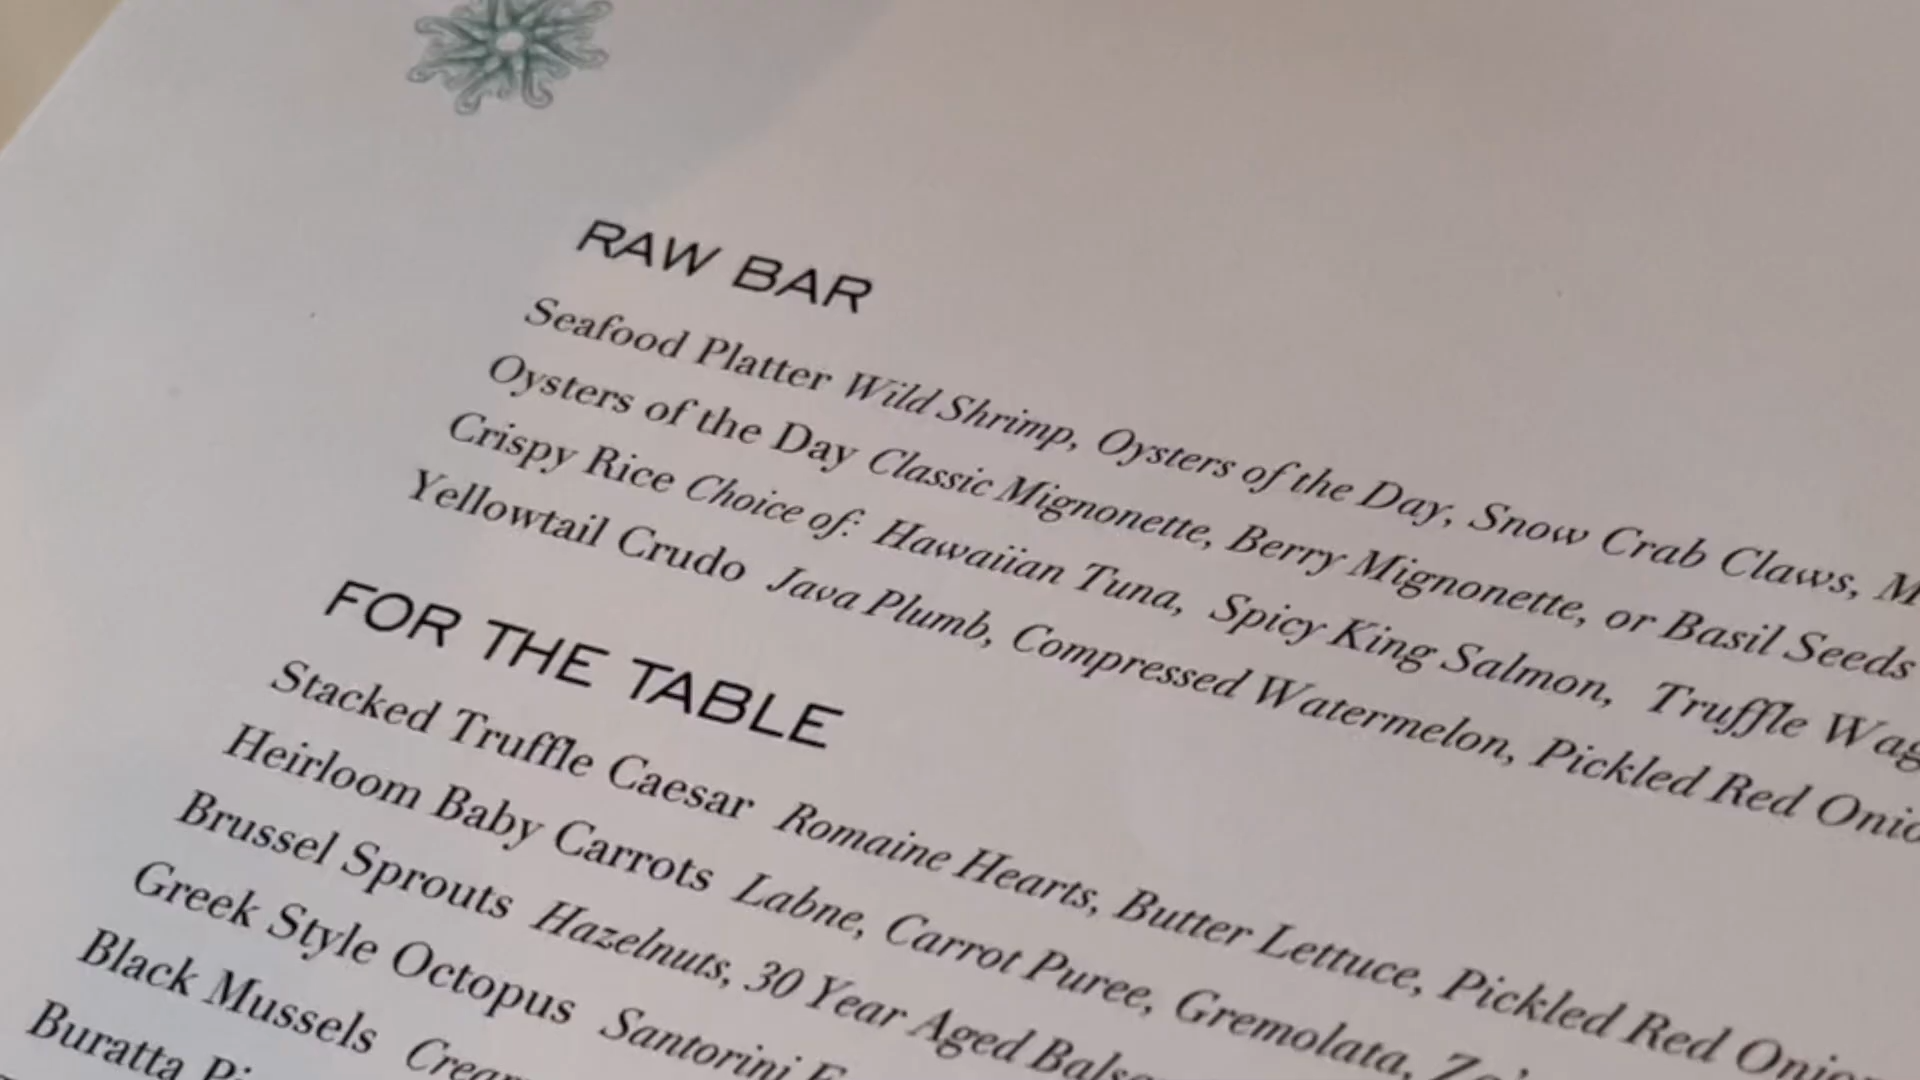 RAW BAR
Seafood Platter Wild Shrimp, Oysters of the Day, Snow Crab Claws,
Oysters of the Day Classic Mignonette, Berry Mignonette, or Basil Seeds
Crispy Rice Choice of: Hawaiian Tuna, Spicy King Salmon, Truffle
Yellowtail Crudo Java Plumb, Compressed Watermelon, Pickled Red
FOR THE TABLE
Stacked Truffle Caesar Romaine Hearts, Butter Lettuce, Pickled Red
Heirloom Baby Carrots Labne, Carrot Puree, Gremolata,
Brussel Sprouts Hazelnuts, 30 Year Aged
Greek Style Octopus Santorini
Black Mussels
Buratta